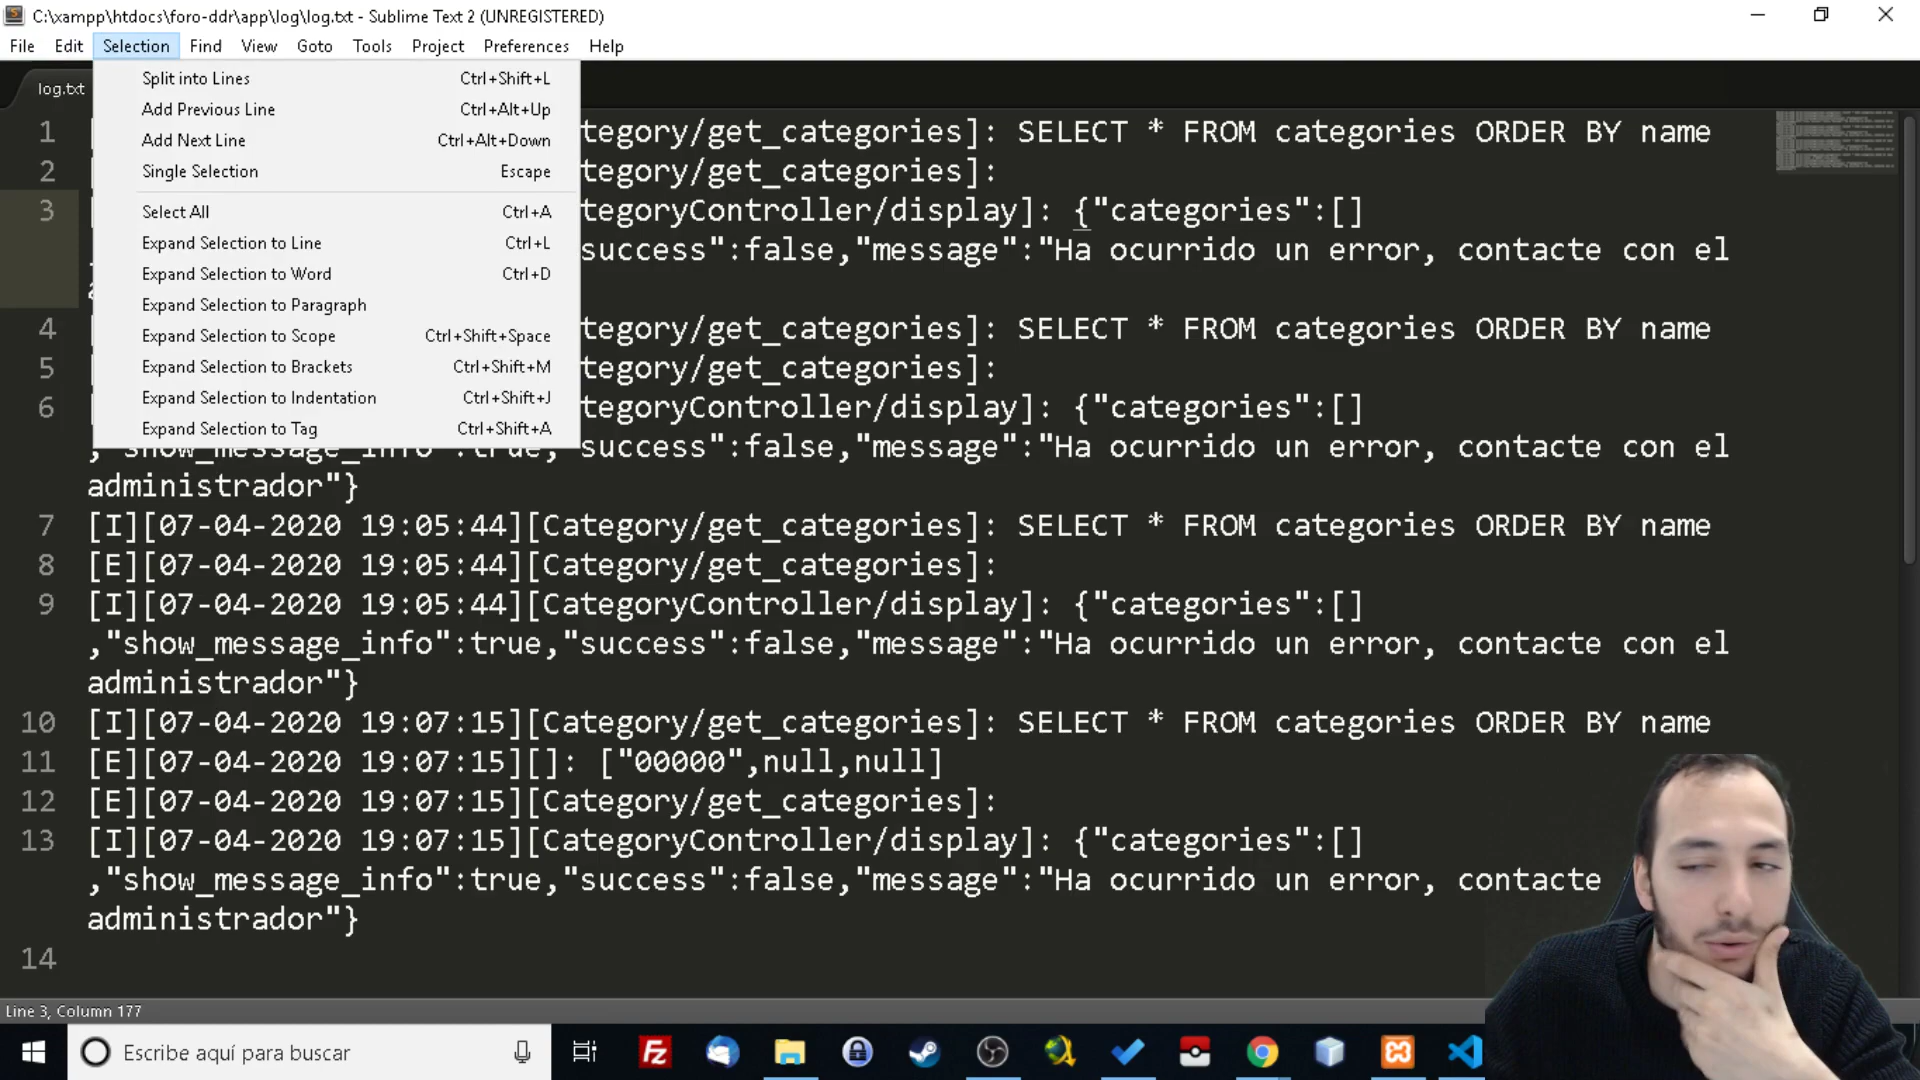 C:\xampp\htdocs\foro-ddr\app\log\log.txt - Sublime Text 2 (UNREGISTERED)
File Edit Selection Find View Goto Tools Project Preferences Help
log.txt
Split into Lines Ctrl+Shift+L
Add Previous Line Ctrl+Alt+Up
Add Next Line Ctrl+Alt+Down
Single Selection Escape
Select All Ctrl+A
Expand Selection to Line Ctrl+L
Expand Selection to Word Ctrl+D
Expand Selection to Paragraph
Expand Selection to Scope Ctrl+Shift+Space
Expand Selection to Brackets Ctrl+Shift+M
Expand Selection to Indentation Ctrl+Shift+J
Expand Selection to Tag Ctrl+Shift+A
1 tegory/get_categories]: SELECT * FROM categories ORDER BY name
2 tegory/get_categories]:
3 tegoryController/display]: {"categories":[]
success":false,"message":"Ha ocurrido un error, contacte con el
4 tegory/get_categories]: SELECT * FROM categories ORDER BY name
5 tegory/get_categories]:
6 tegoryController/display]: {"categories":[]
,"show_message_info":true,"success":false,"message":"Ha ocurrido un error, contacte con el
administrador"}
7 [I][07-04-2020 19:05:44][Category/get_categories]: SELECT * FROM categories ORDER BY name
8 [E][07-04-2020 19:05:44][Category/get_categories]:
9 [I][07-04-2020 19:05:44][CategoryController/display]: {"categories":[]
,"show_message_info":true,"success":false,"message":"Ha ocurrido un error, contacte con el
administrador"}
10 [I][07-04-2020 19:07:15][Category/get_categories]: SELECT * FROM categories ORDER BY name
11 [E][07-04-2020 19:07:15][]: ["00000",null,null]
12 [E][07-04-2020 19:07:15][Category/get_categories]:
13 [I][07-04-2020 19:07:15][CategoryController/display]: {"categories":[]
,"show_message_info":true,"success":false,"message":"Ha ocurrido un error, contacte
administrador"}
14
Line 3, Column 177
Escribe aquí para buscar